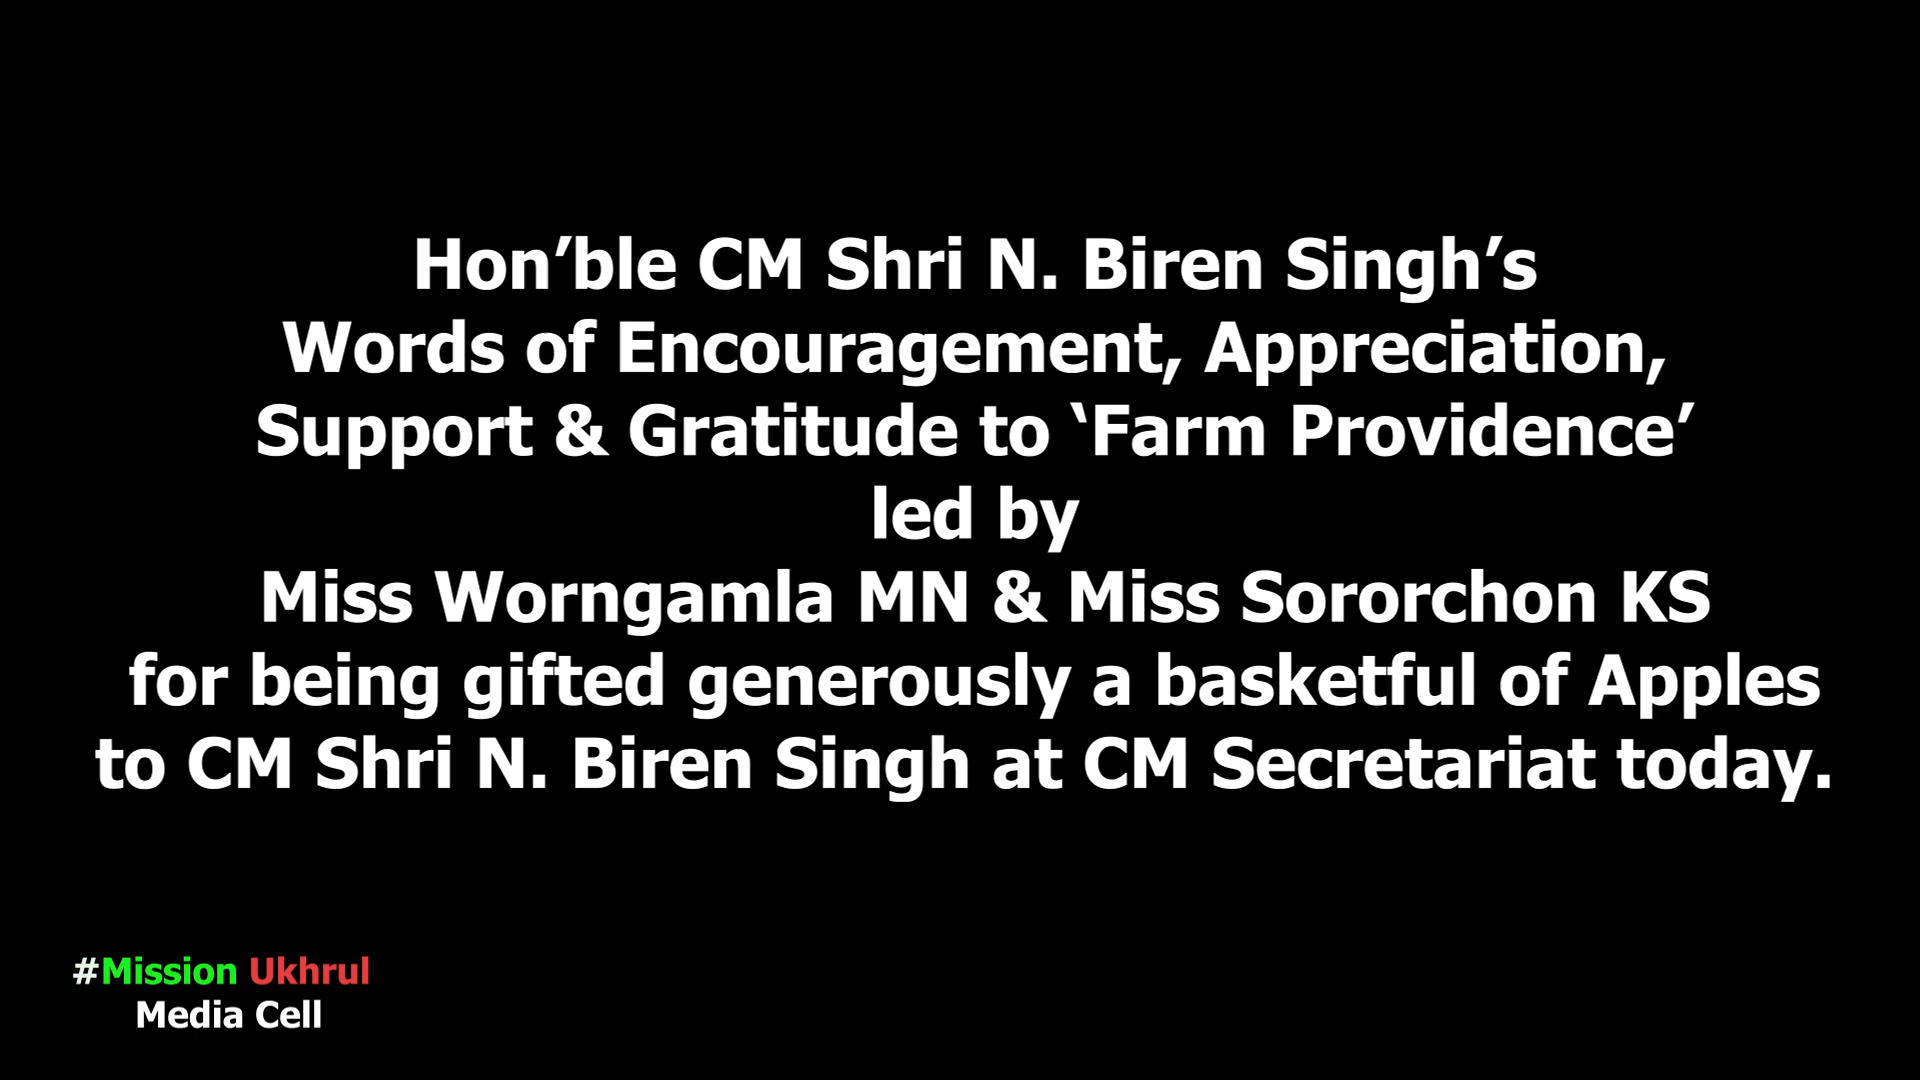 Hon’ble CM Shri N. Biren Singh’s
Words of Encouragement, Appreciation,
Support & Gratitude to ‘Farm Providence’
led by
Miss Worngamla MN & Miss Sororchon KS
for being gifted generously a basketful of Apples
to CM Shri N. Biren Singh at CM Secretariat today.
#Mission Ukhrul
Media Cell